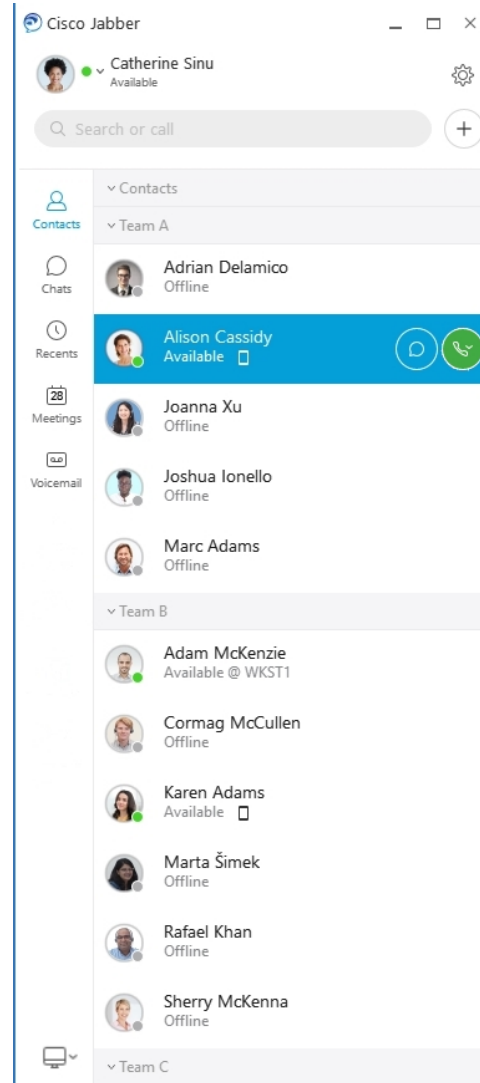 Cisco Jabber
Catherine Sinu
Available
Search or call
Contacts
Chats
Recents
28
Meetings
Voicemail
Contacts
Team A
Adrian Delamico
Offline
Alison Cassidy
Available
Joanna Xu
Offline
Joshua Ionello
Offline
Marc Adams
Offline
Team B
Adam McKenzie
Available @ WKST1
Cormag McCullen
Offline
Karen Adams
Available
Marta Šimek
Offline
Rafael Khan
Offline
Sherry McKenna
Offline
Team C